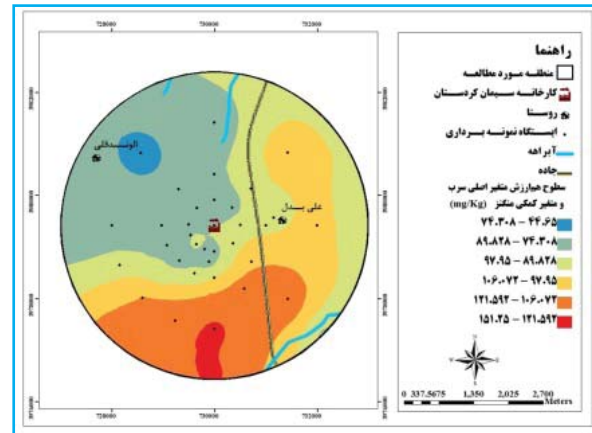 728000
730000
732000
راهنما
منطقه مورد مطالعه
کارخانه سیمان کردستان
روستا
ایستگاه نمونه برداری
آبراهه
جاده
سطوح هم‌ارزش متغیر اصلی سرب
و متغیر کمکی منگنز (mg/Kg)
۷۴.۳۰۸ – ۴۴.۶۵
۸۹.۸۲۸ – ۷۴.۳۰۸
۹۷.۹۵ – ۸۹.۸۲۸
۱۰۶.۰۷۲ – ۹۷.۹۵
۱۲۱.۵۹۲ – ۱۰۶.۰۷۲
۱۵۱.۲۵ – ۱۲۱.۵۹۲
علی بدل
728000
730000
732000
0 337.5675 1,350 2,025 2,700
Meters